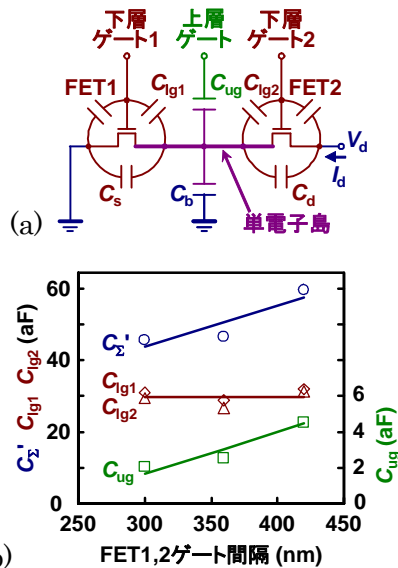 下層 上層 下層
ゲート1 ゲート ゲート2
FET1 Clg1 Cug Clg2 FET2
Cs Cb Cd Vd
Id
単電子島
(a)
60
40
20
0
CΣ' Clg1 Clg2 (aF)
CΣ'
Clg1
Clg2
Cug
6
4
2
0
Cug (aF)
250 300 350 400 450
FET1,2ゲート間隔 (nm)
)